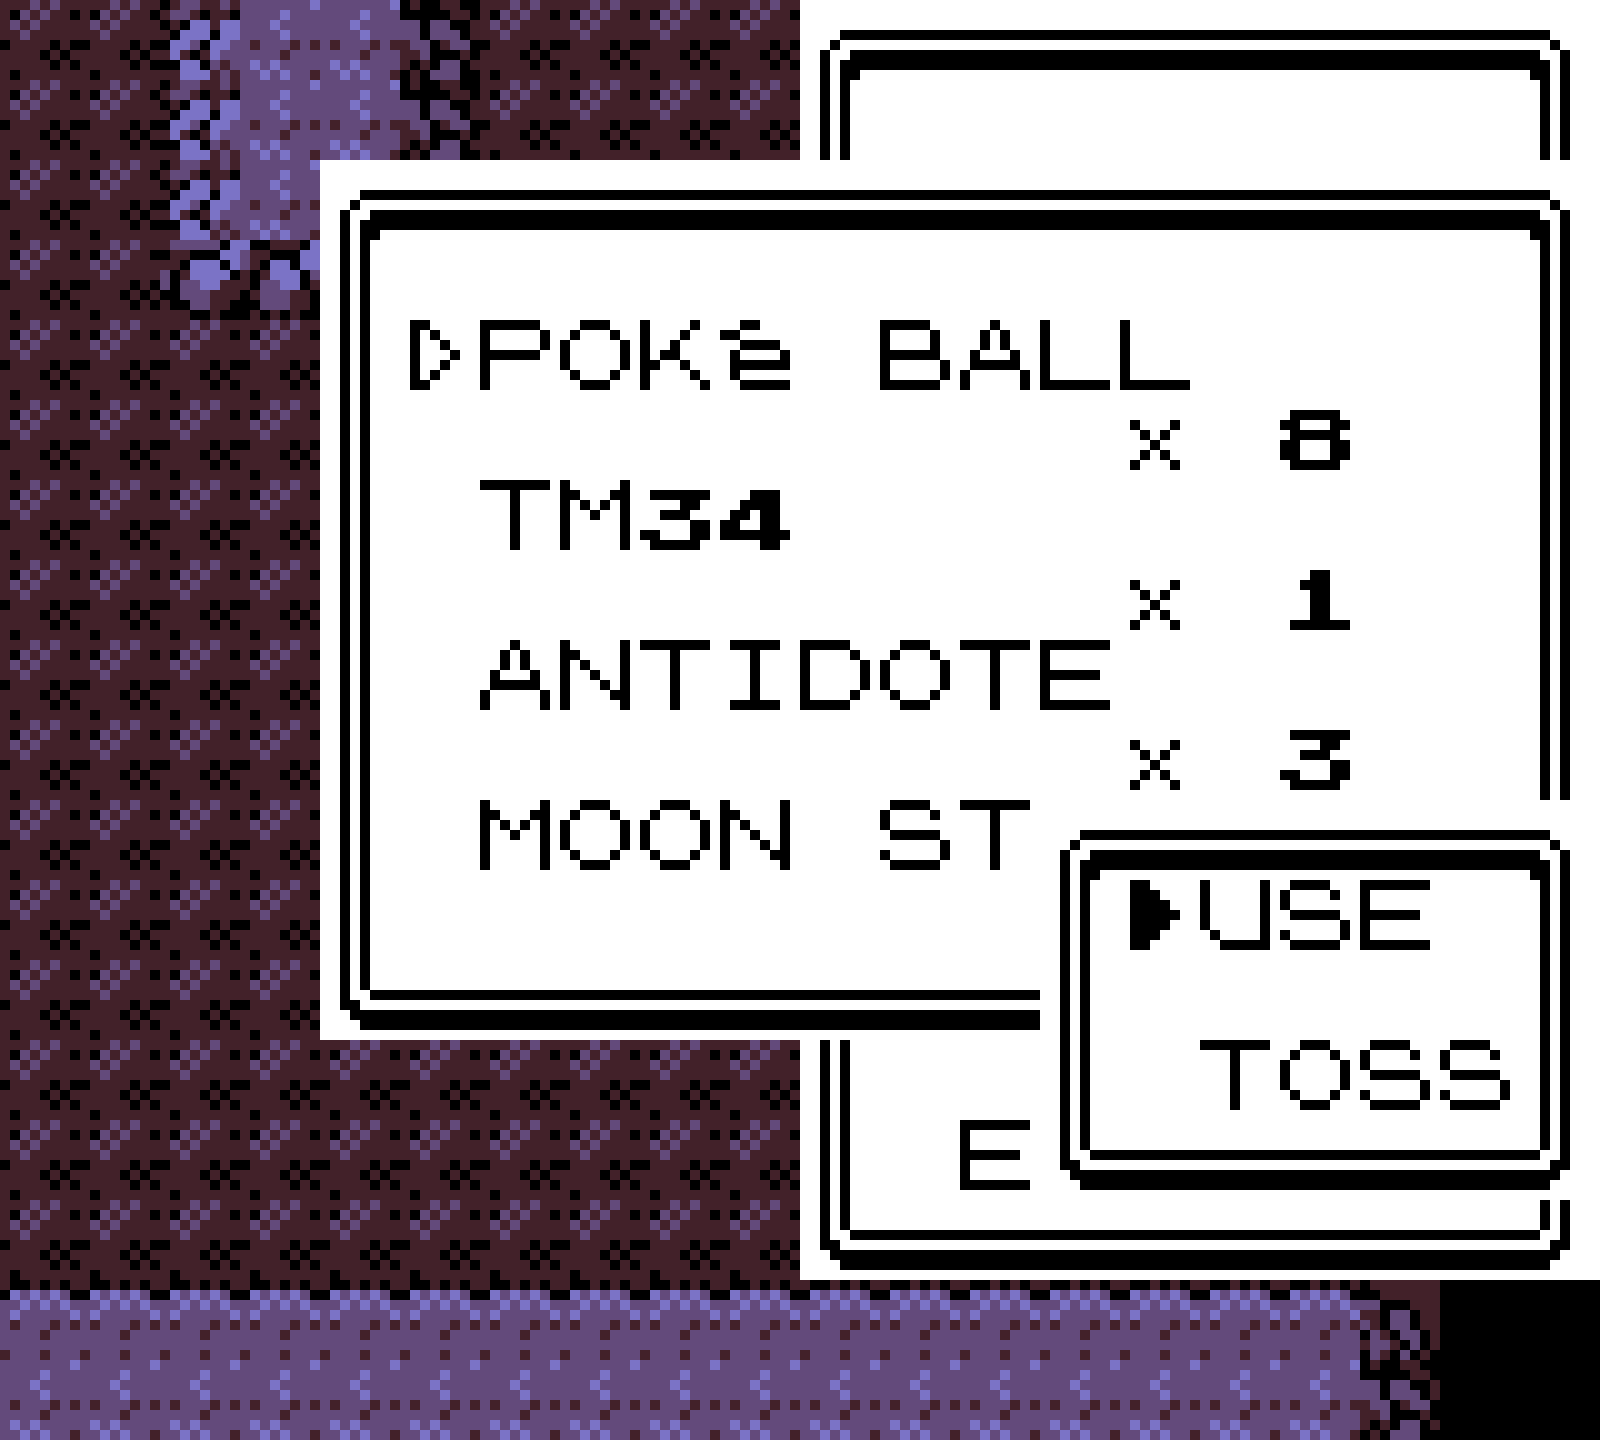 ▷POKé BALL
× 8
TM34
× 1
ANTIDOTE
× 3
MOON ST
▶USE
TOSS
E